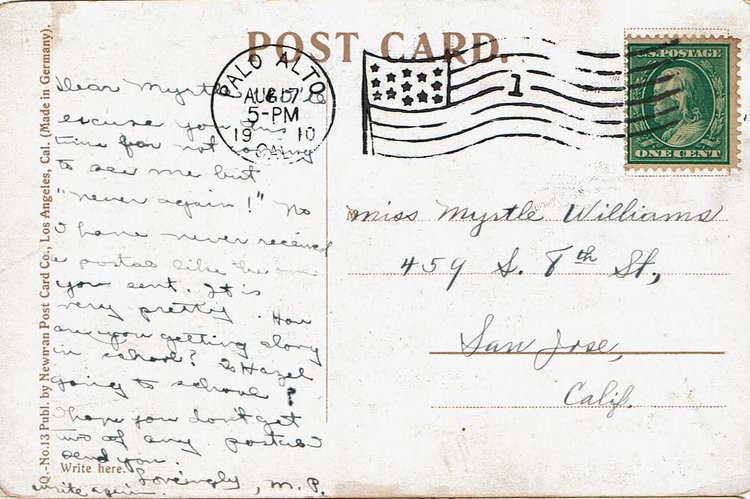 POST CARD.
Q.-No.13 Publ. by Newman Post Card Co., Los Angeles, Cal. (Made in Germany).
PALO ALTO
AUG 17
5-PM
1910
CAL.
1
U.S. POSTAGE
ONE CENT
Dear Myrtle
excuse you this
time for not coming
to see me but
"never again!" No
I have never received
a postal like the one
you sent. It is
very pretty. How
are you getting along
in school? Is Hazel
going to school?
I hope you don't get
two of any postals
I send you.
Write here.
Lovingly, M.P.
write again.
Miss Myrtle Williams
459 S. 8th St.,
San Jose,
Calif.